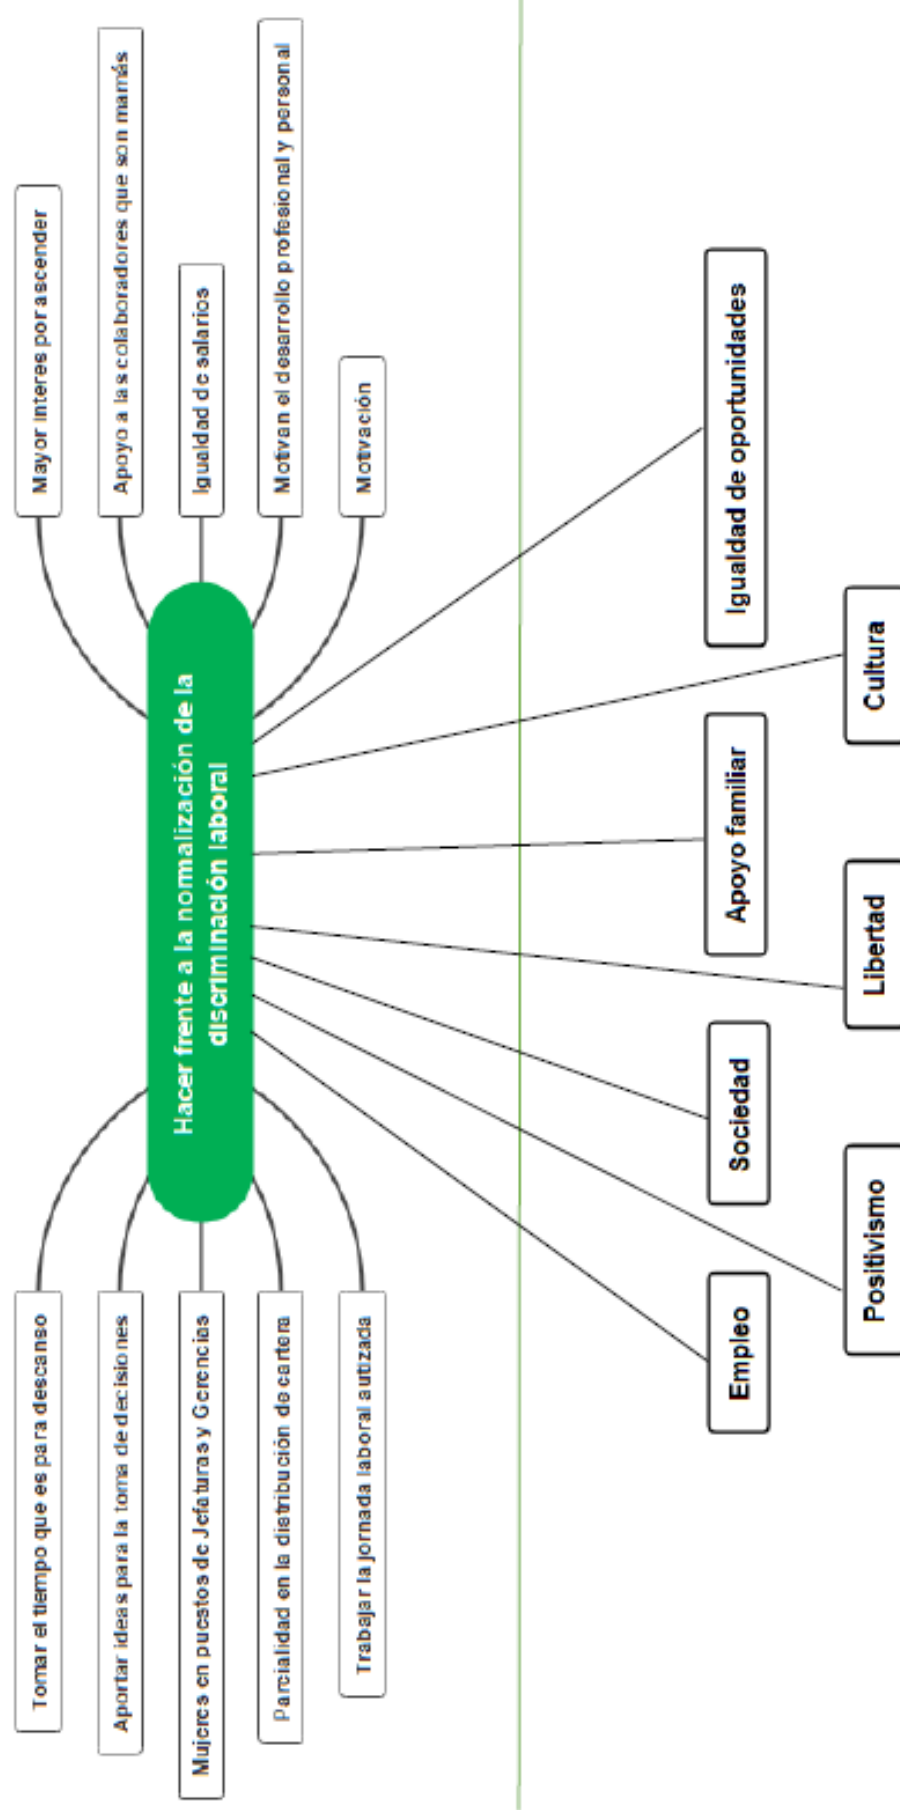 Tomar el tiempo que es para descanso
Aportar ideas para la toma de decisiones
Mujeres en puestos de Jefaturas y Gerencias
Parcialidad en la distribución de cartera
Trabajar la jornada laboral autizada
Hacer frente a la normalización de la
discriminación laboral
Mayor interes por ascender
Apoyo a las colaboradores que son mamás
Igualdad de salarios
Motivan el desarrollo profesional y personal
Motivación
Empleo
Sociedad
Apoyo familiar
Igualdad de oportunidades
Positivismo
Libertad
Cultura